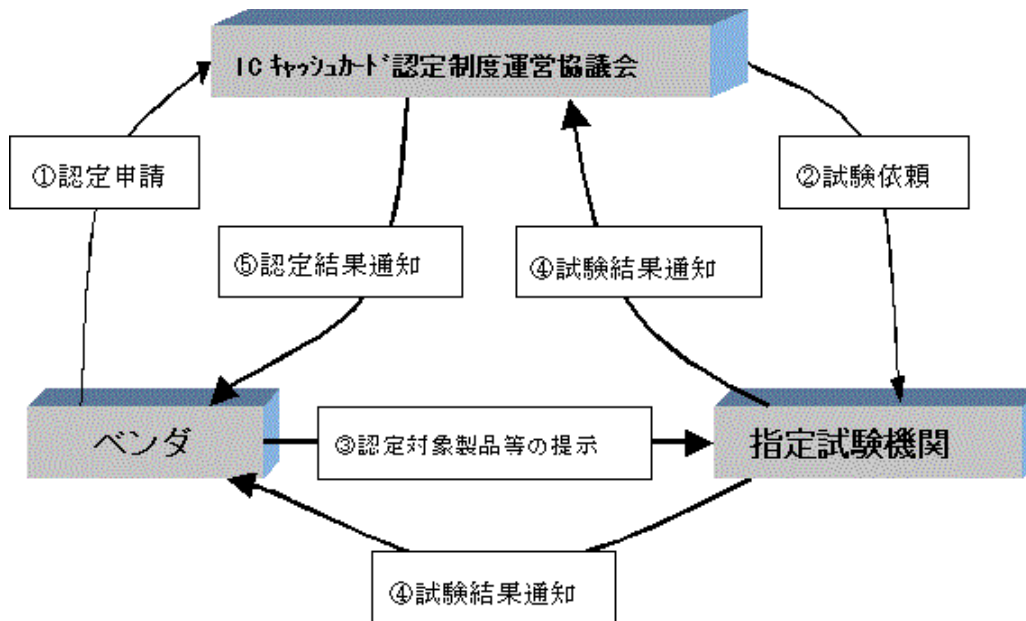 ICｷｬｯｼｭｶｰﾄﾞ認定制度運営協議会
①認定申請
②試験依頼
⑤認定結果通知
④試験結果通知
ベンダ
③認定対象製品等の提示
指定試験機関
④試験結果通知